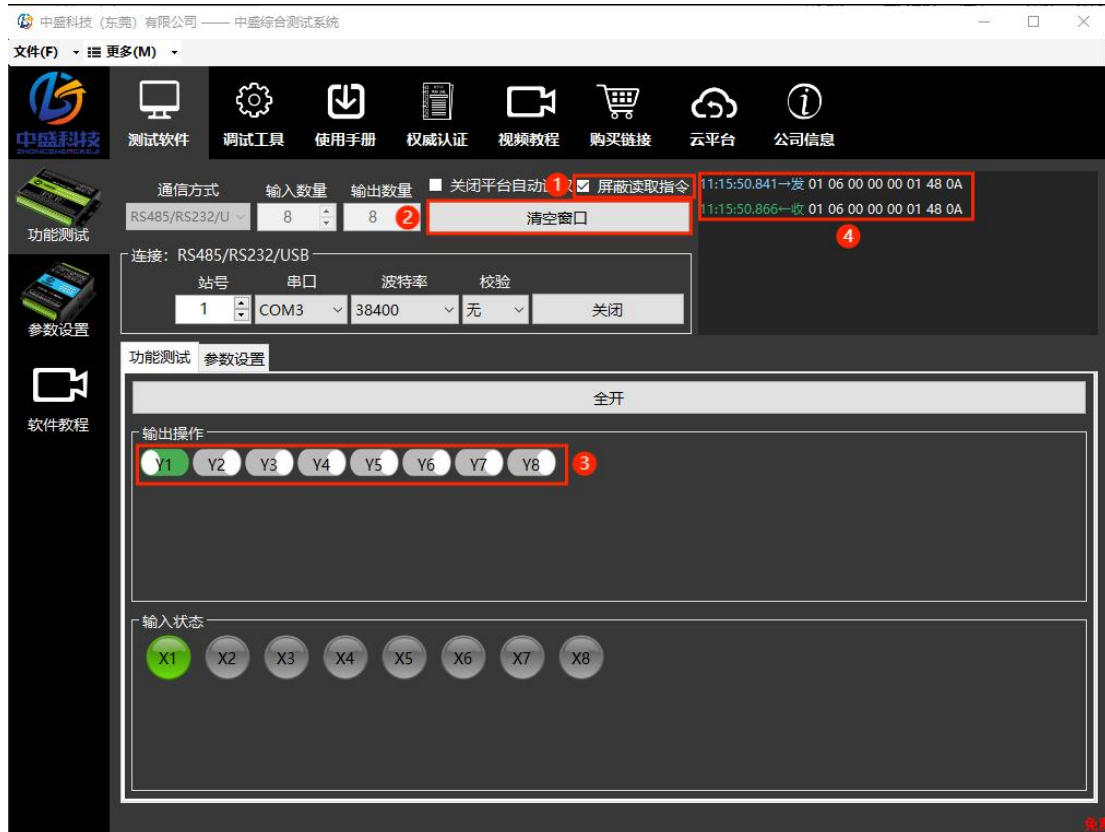 中盛科技（东莞）有限公司 —— 中盛综合测试系统
文件(F) 更多(M)
中盛科技
ZHONGSHENGKEJI
测试软件 调试工具 使用手册 权威认证 视频教程 购买链接 云平台 公司信息
功能测试
参数设置
软件教程
通信方式 输入数量 输出数量 关闭平台自动 1 屏蔽读取指令
RS485/RS232/U 8 8 2 清空窗口
连接：RS485/RS232/USB
站号 串口 波特率 校验
1 COM3 38400 无 关闭
11:15:50.841→发 01 06 00 00 00 01 48 0A
11:15:50.866←收 01 06 00 00 00 01 48 0A
4
功能测试 参数设置
全开
输出操作
Y1 Y2 Y3 Y4 Y5 Y6 Y7 Y8 3
输入状态
X1 X2 X3 X4 X5 X6 X7 X8